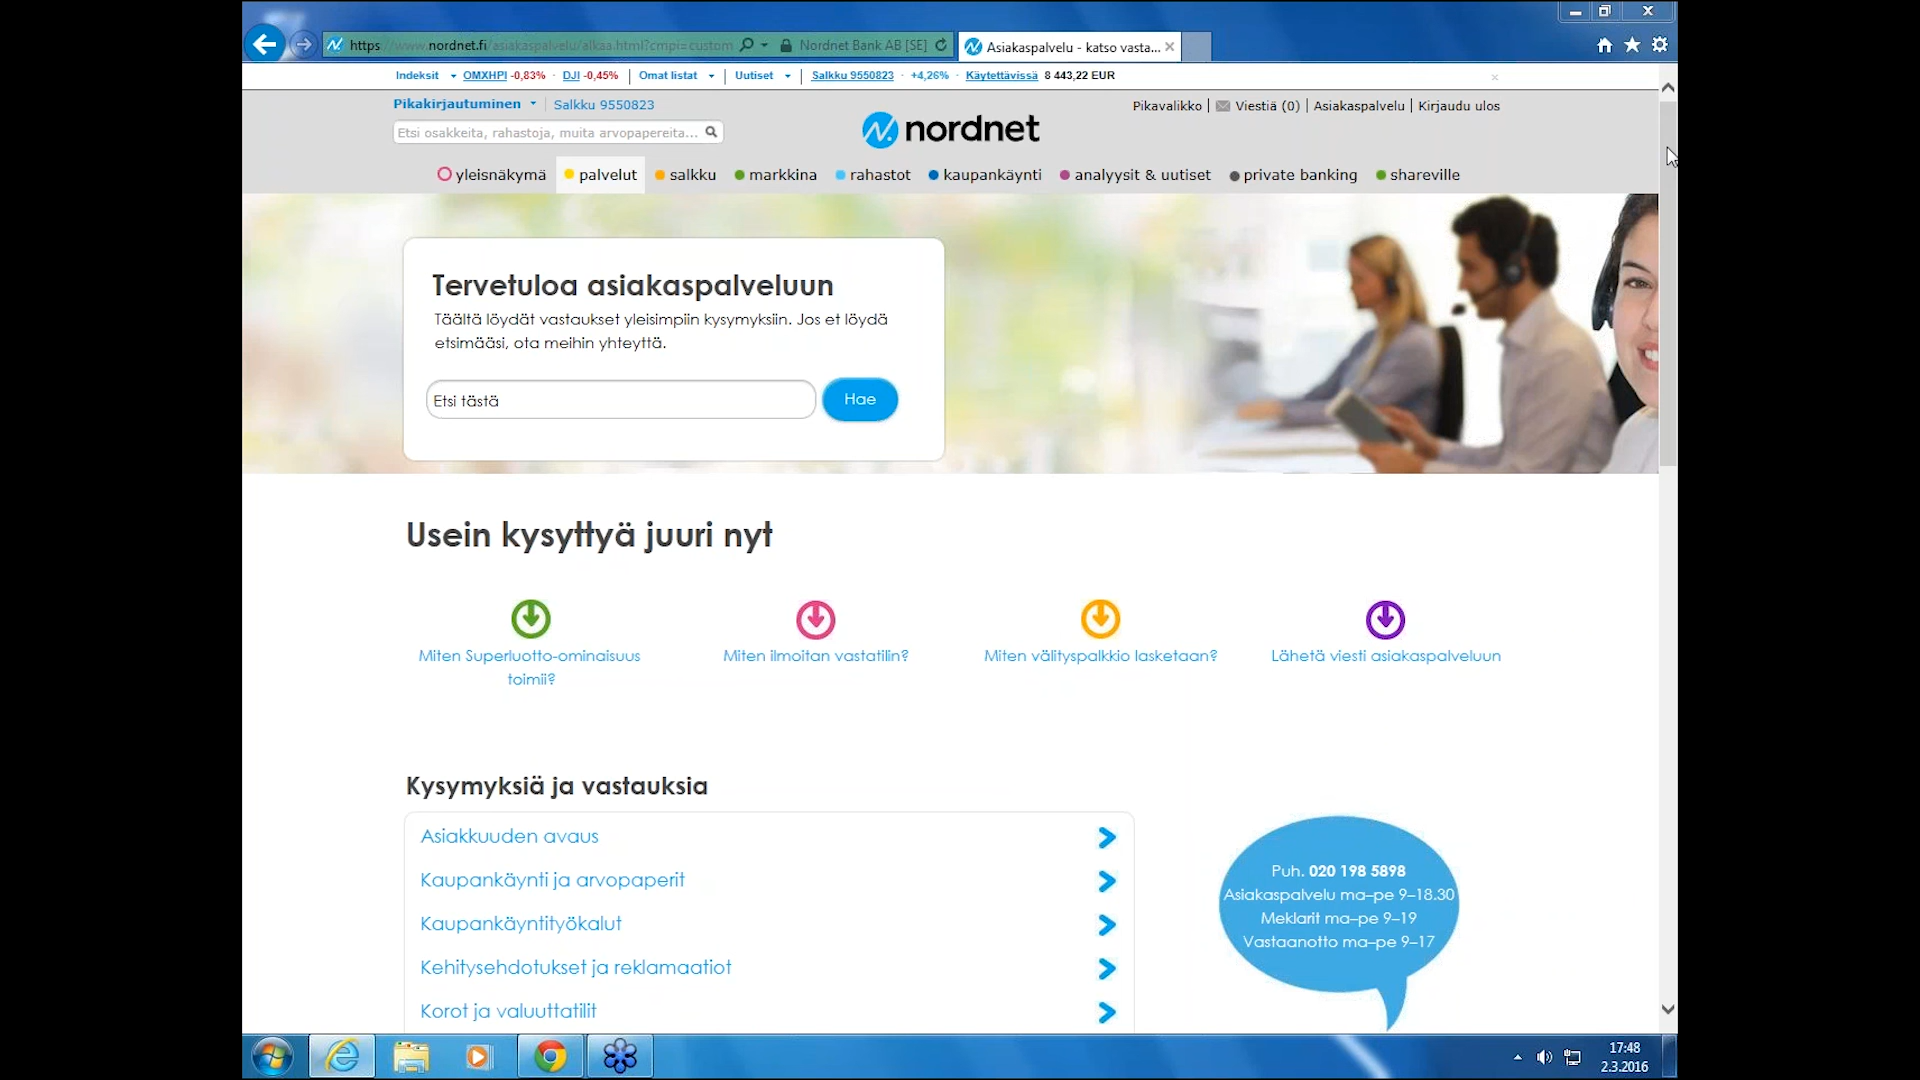 https://www.nordnet.fi/asiakaspalvelu/alkaa.html?cmpi=custom
Nordnet Bank AB [SE]
Asiakaspalvelu - katso vasta...
Indeksit OMXHPI -0,83% · DJI -0,45% | Omat listat | Uutiset | Salkku 9550823 · +4,26% · Käytettävissä 8 443,22 EUR
Pikakirjautuminen | Salkku 9550823
Pikavalikko | Viestiä (0) | Asiakaspalvelu | Kirjaudu ulos
Etsi osakkeita, rahastoja, muita arvopapereita...
nordnet
yleisnäkymä palvelut salkku markkina rahastot kaupankäynti analyysit & uutiset private banking shareville
Tervetuloa asiakaspalveluun
Täältä löydät vastaukset yleisimpiin kysymyksiin. Jos et löydä
etsimääsi, ota meihin yhteyttä.
Etsi tästä
Hae
Usein kysyttyä juuri nyt
Miten Superluotto-ominaisuus
toimii?
Miten ilmoitan vastatilin?
Miten välityspalkkio lasketaan?
Lähetä viesti asiakaspalveluun
Kysymyksiä ja vastauksia
Asiakkuuden avaus
Kaupankäynti ja arvopaperit
Kaupankäyntityökalut
Kehitysehdotukset ja reklamaatiot
Korot ja valuuttatilit
Puh. 020 198 5898
Asiakaspalvelu ma–pe 9–18.30
Meklarit ma–pe 9–19
Vastaanotto ma–pe 9–17
17:48
2.3.2016